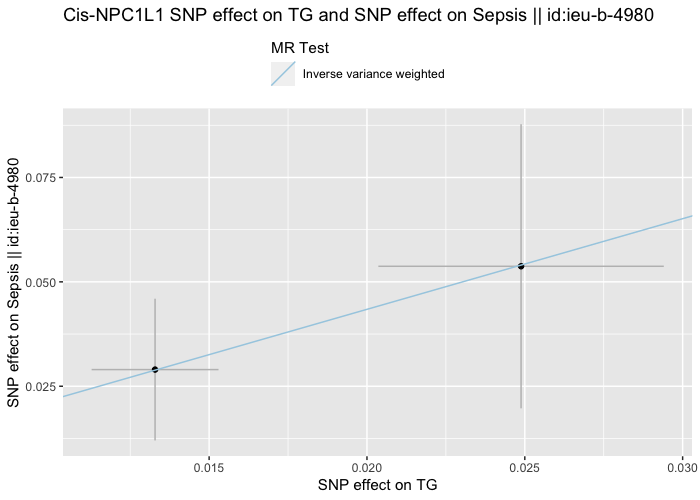 Cis-NPC1L1 SNP effect on TG and SNP effect on Sepsis || id:ieu-b-4980
MR Test
Inverse variance weighted
SNP effect on Sepsis || id:ieu-b-4980
0.075
0.050
0.025
0.015
0.020
0.025
0.030
SNP effect on TG